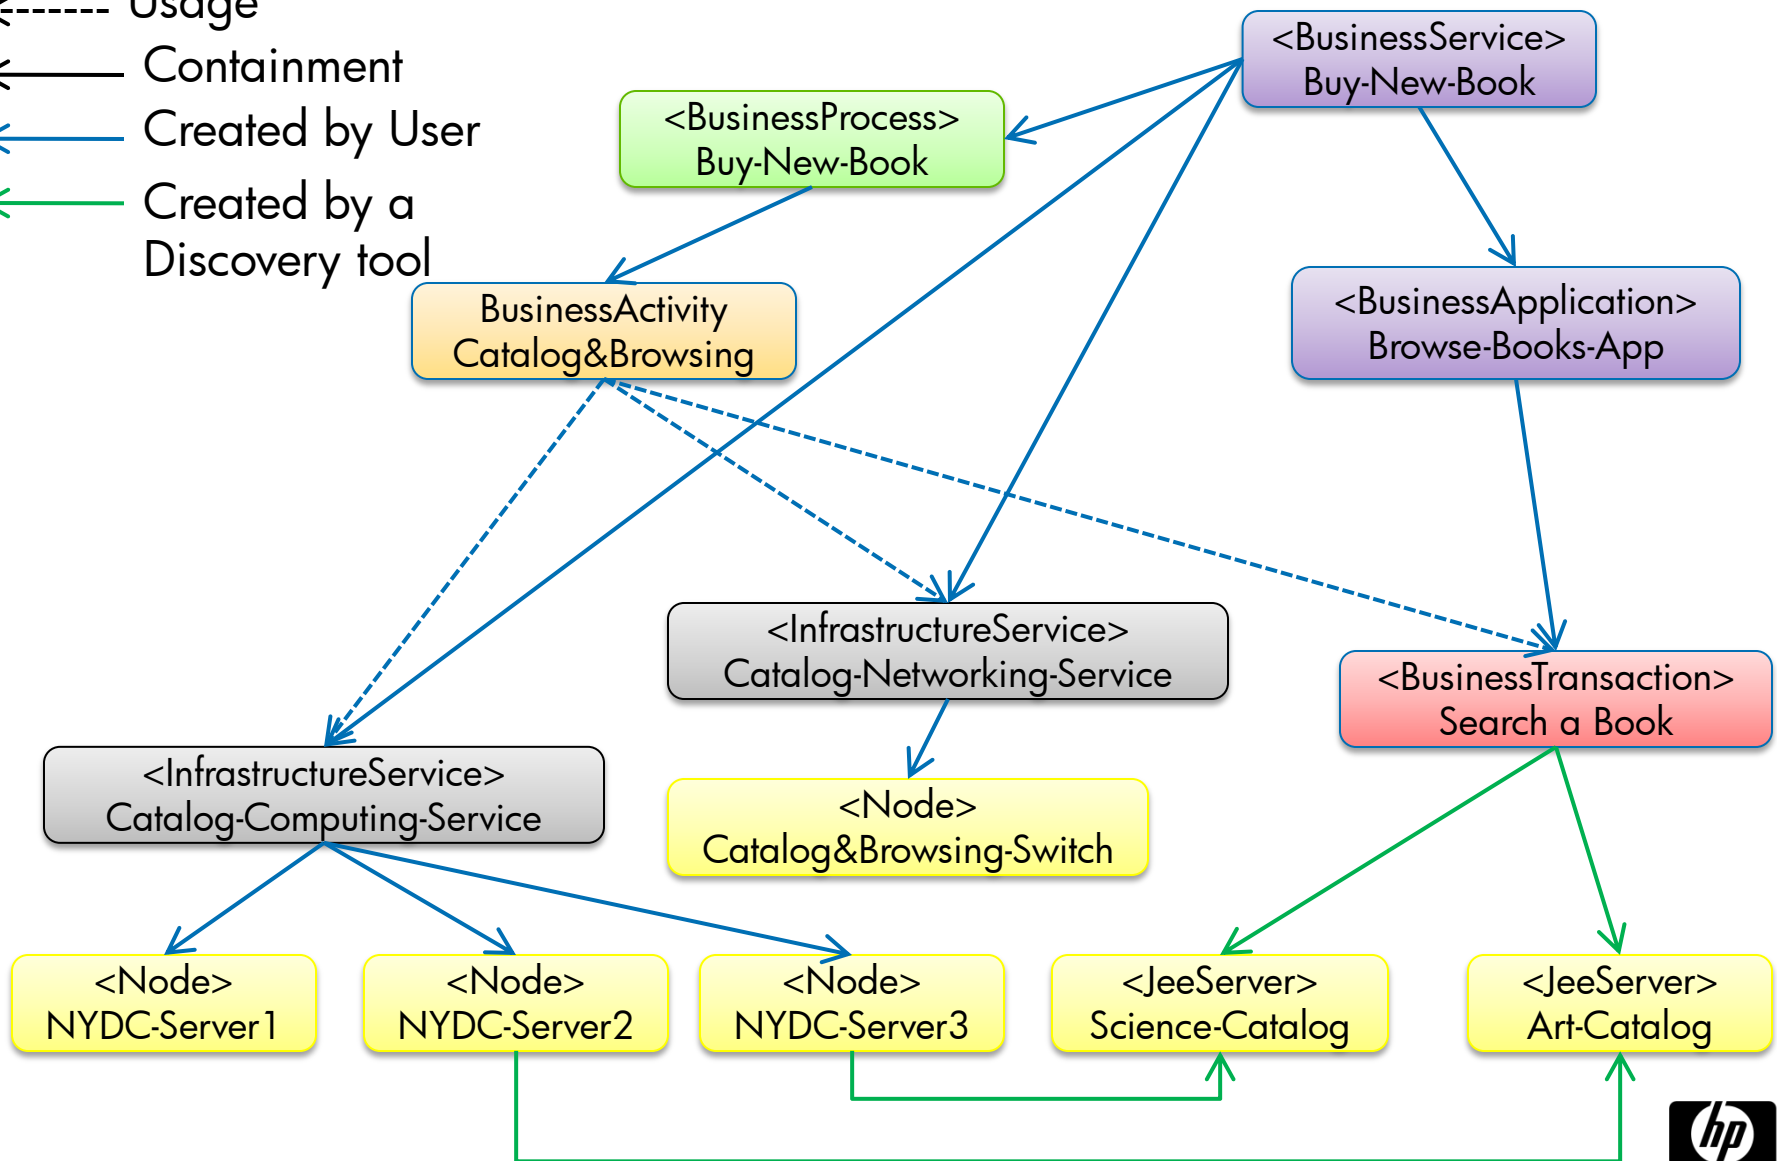 Usage
Containment
Created by User
Created by a
Discovery tool
<BusinessService>
Buy-New-Book
<BusinessProcess>
Buy-New-Book
BusinessActivity
Catalog&Browsing
<BusinessApplication>
Browse-Books-App
<InfrastructureService>
Catalog-Networking-Service
<BusinessTransaction>
Search a Book
<InfrastructureService>
Catalog-Computing-Service
<Node>
Catalog&Browsing-Switch
<Node>
NYDC-Server1
<Node>
NYDC-Server2
<Node>
NYDC-Server3
<JeeServer>
Science-Catalog
<JeeServer>
Art-Catalog
hp